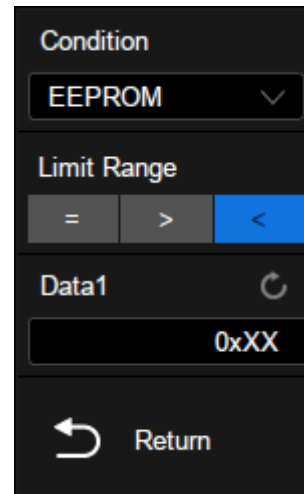 Condition
EEPROM
Limit Range
= > <
Data1
0xXX
Return